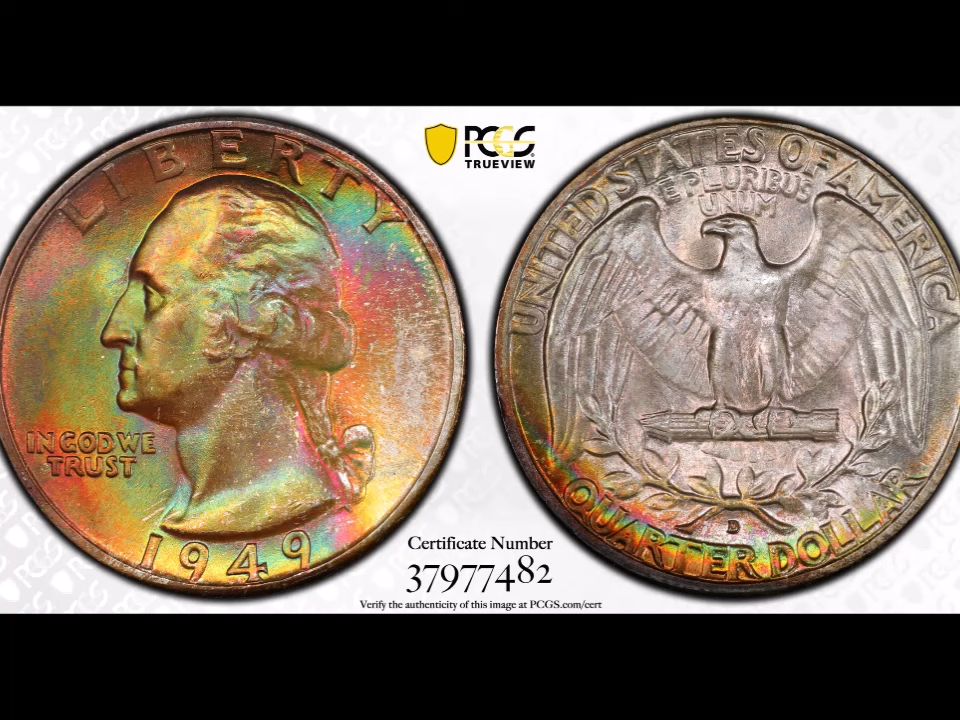 LIBERTY
IN GOD WE
TRUST
1949
PCGS
TRUEVIEW
UNITED STATES OF AMERICA
E PLURIBUS
UNUM
D
QUARTER DOLLAR
Certificate Number
37977482
Verify the authenticity of this image at PCGS.com/cert